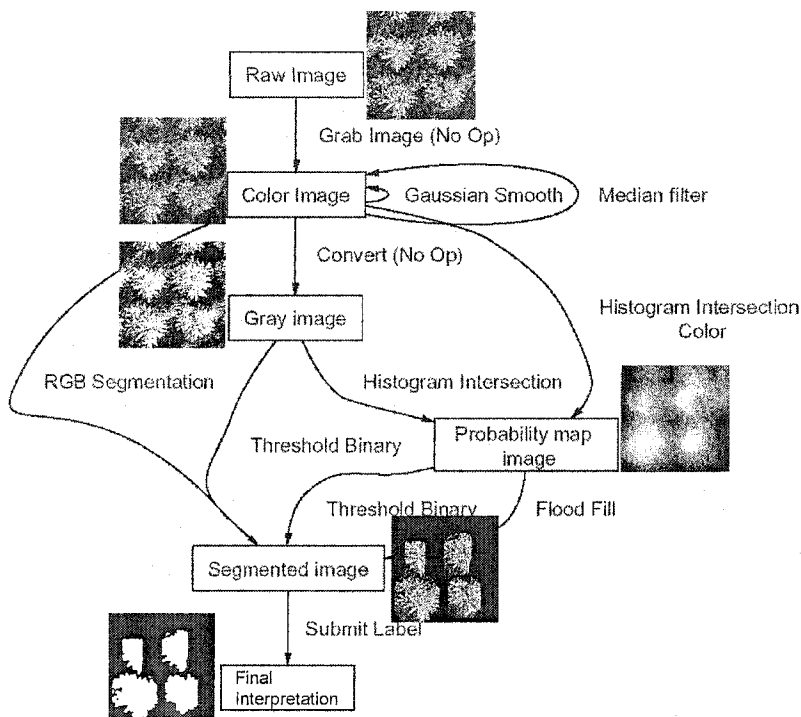 Raw Image
Grab Image (No Op)
Color Image
Gaussian Smooth
Median filter
Convert (No Op)
Gray image
Histogram Intersection
Color
RGB Segmentation
Histogram Intersection
Threshold Binary
Probability map
image
Threshold Binary
Flood Fill
Segmented image
Submit Label
Final
Interpretation